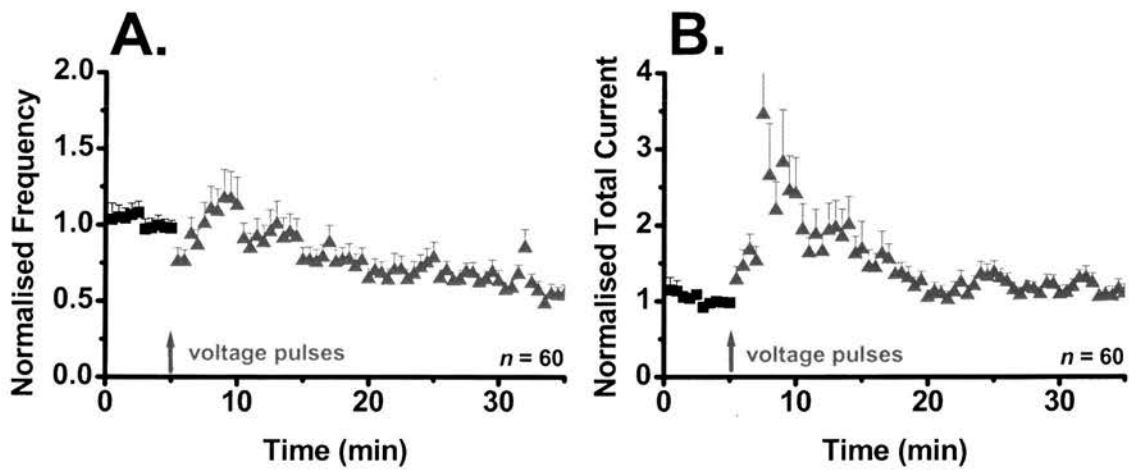 A.
Normalised Frequency
2.0
1.5
1.0
0.5
0.0
voltage pulses
n = 60
0
10
20
30
Time (min)
B.
Normalised Total Current
4
3
2
1
0
voltage pulses
n = 60
0
10
20
30
Time (min)